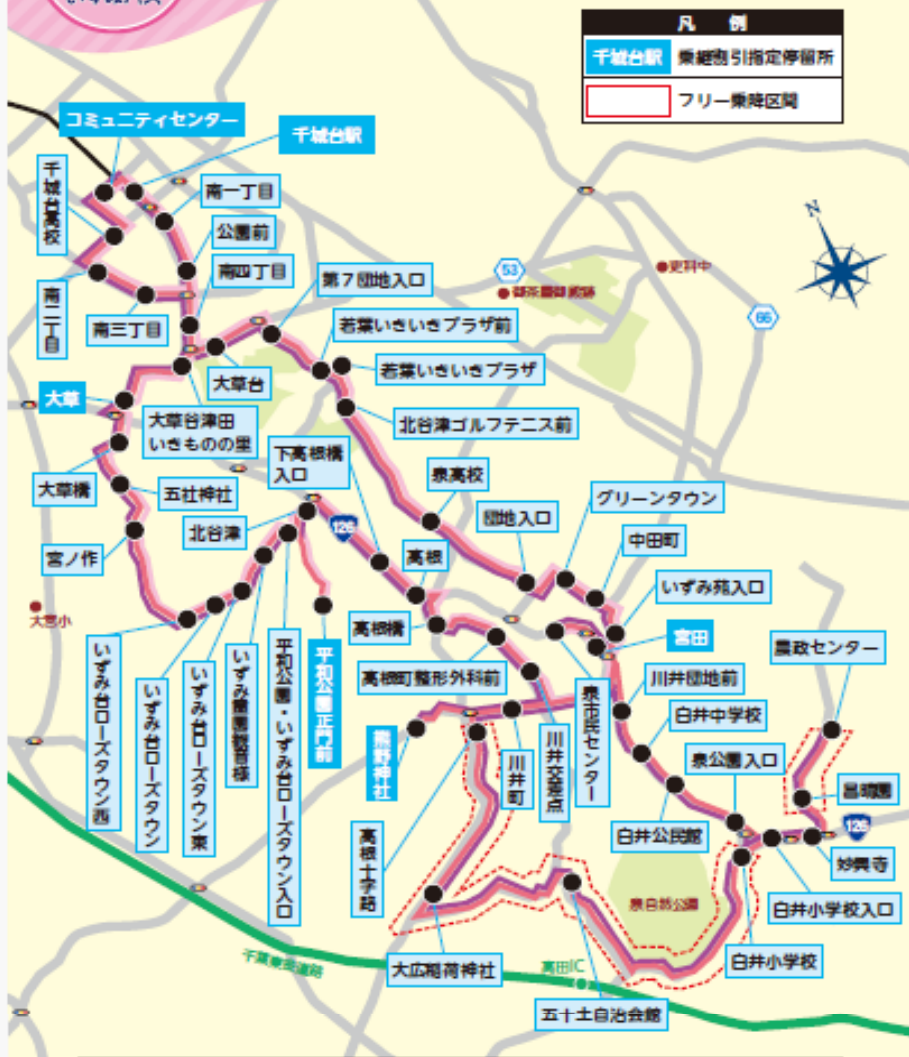 凡 例
千城台駅 乗継割引指定停留所
フリー乗降区間
コミュニティセンター
千城台駅
千城台高校
南一丁目
公園前
南四丁目
南二丁目
南三丁目
第7団地入口
若葉いきいきプラザ前
若葉いきいきプラザ
大草台
北谷津ゴルフテニス前
大草
大草谷津田
いきものの里
大草橋
五社神社
宮ノ作
北谷津
下高根橋
入口
泉高校
団地入口
グリーンタウン
中田町
いずみ苑入口
宮田
高根
高根橋
高根町整形外科前
農政センター
川井団地前
白井中学校
泉公園入口
泉市民センター
白井公民館
昌晴園
妙興寺
白井小学校入口
白井小学校
いずみ台ローズタウン西
いずみ台ローズタウン
いずみ台ローズタウン東
いずみ蘭園観音様
平和公園・いずみ台ローズタウン入口
平和公園正門前
熊野神社
川井町
川井交差点
高根十字路
大広稲荷神社
五十土自治会館
泉自然公園
千葉東金道路
高田IC
大宮小
御茶屋御殿跡
更科中
N
53
66
126
126